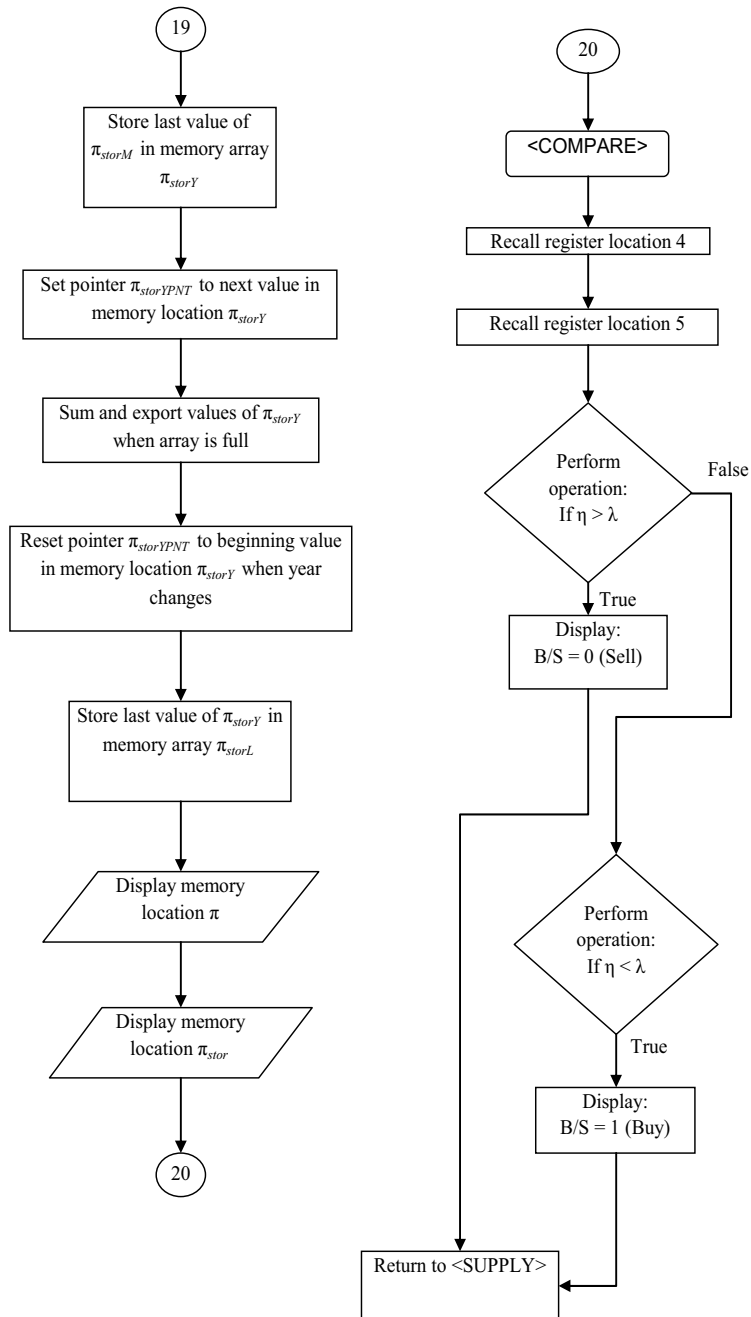 19
Store last value of
π_storM in memory array
π_storY
Set pointer π_storYPNT to next value in
memory location π_storY
Sum and export values of π_storY
when array is full
Reset pointer π_storYPNT to beginning value
in memory location π_storY when year
changes
Store last value of π_storY in
memory array π_storL
Display memory
location π
Display memory
location π_stor
20
20
<COMPARE>
Recall register location 4
Recall register location 5
Perform
operation:
If η > λ
False
True
Display:
B/S = 0 (Sell)
Perform
operation:
If η < λ
True
Display:
B/S = 1 (Buy)
Return to <SUPPLY>